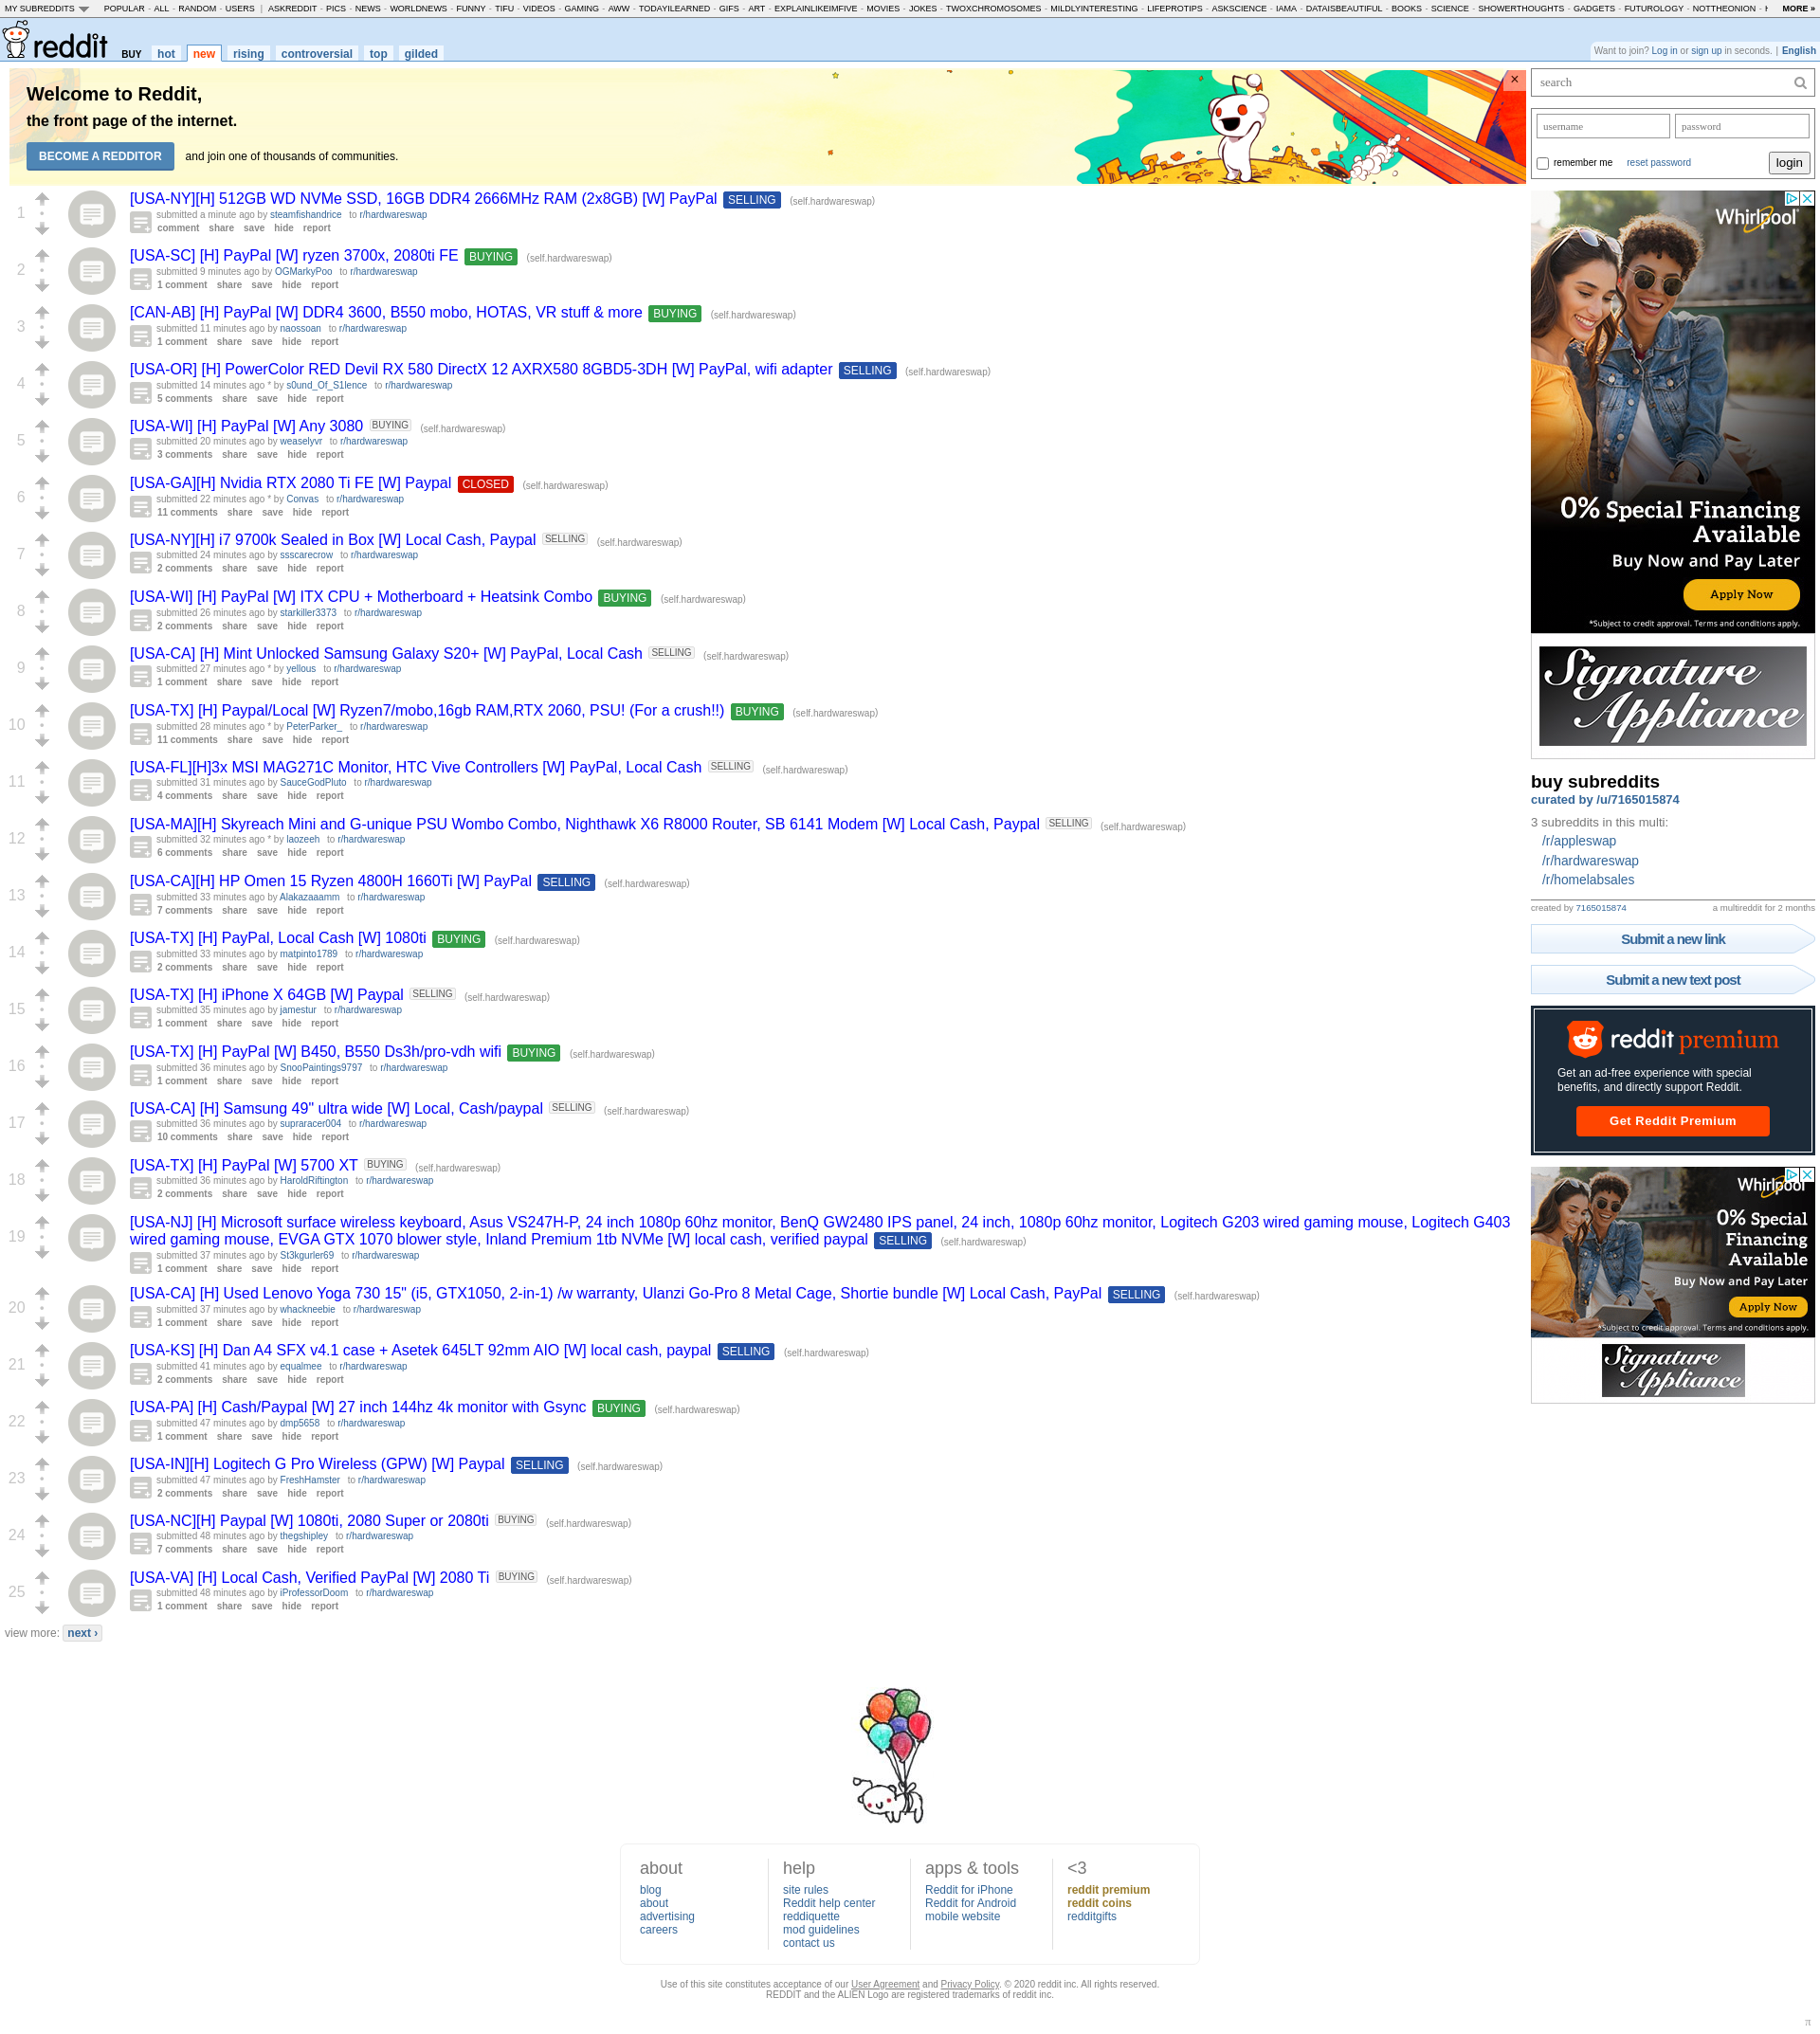 MY SUBREDDITS POPULAR - ALL - RANDOM - USERS | ASKREDDIT - PICS - NEWS - WORLDNEWS - FUNNY - TIFU - VIDEOS - GAMING - AWW - TODAYILEARNED - GIFS - ART - EXPLAINLIKEIMFIVE - MOVIES - JOKES - TWOXCHROMOSOMES - MILDLYINTERESTING - LIFEPROTIPS - ASKSCIENCE - IAMA - DATAISBEAUTIFUL - BOOKS - SCIENCE - SHOWERTHOUGHTS - GADGETS - FUTUROLOGY - NOTTHEONION - MORE »
reddit BUY hot new rising controversial top gilded
Want to join? Log in or sign up in seconds. | English
Welcome to Reddit,
the front page of the internet.
BECOME A REDDITOR and join one of thousands of communities.
×
1 [USA-NY][H] 512GB WD NVMe SSD, 16GB DDR4 2666MHz RAM (2x8GB) [W] PayPal SELLING (self.hardwareswap)
submitted a minute ago by steamfishandrice to r/hardwareswap
comment share save hide report
2 [USA-SC] [H] PayPal [W] ryzen 3700x, 2080ti FE BUYING (self.hardwareswap)
submitted 9 minutes ago by OGMarkyPoo to r/hardwareswap
1 comment share save hide report
3 [CAN-AB] [H] PayPal [W] DDR4 3600, B550 mobo, HOTAS, VR stuff & more BUYING (self.hardwareswap)
submitted 11 minutes ago by naossoan to r/hardwareswap
1 comment share save hide report
4 [USA-OR] [H] PowerColor RED Devil RX 580 DirectX 12 AXRX580 8GBD5-3DH [W] PayPal, wifi adapter SELLING (self.hardwareswap)
submitted 14 minutes ago * by s0und_Of_S1lence to r/hardwareswap
5 comments share save hide report
5 [USA-WI] [H] PayPal [W] Any 3080 BUYING (self.hardwareswap)
submitted 20 minutes ago by weaselyvr to r/hardwareswap
3 comments share save hide report
6 [USA-GA][H] Nvidia RTX 2080 Ti FE [W] Paypal CLOSED (self.hardwareswap)
submitted 22 minutes ago * by Convas to r/hardwareswap
11 comments share save hide report
7 [USA-NY][H] i7 9700k Sealed in Box [W] Local Cash, Paypal SELLING (self.hardwareswap)
submitted 24 minutes ago by ssscarecrow to r/hardwareswap
2 comments share save hide report
8 [USA-WI] [H] PayPal [W] ITX CPU + Motherboard + Heatsink Combo BUYING (self.hardwareswap)
submitted 26 minutes ago by starkiller3373 to r/hardwareswap
2 comments share save hide report
9 [USA-CA] [H] Mint Unlocked Samsung Galaxy S20+ [W] PayPal, Local Cash SELLING (self.hardwareswap)
submitted 27 minutes ago * by yellous to r/hardwareswap
1 comment share save hide report
10 [USA-TX] [H] Paypal/Local [W] Ryzen7/mobo,16gb RAM,RTX 2060, PSU! (For a crush!!) BUYING (self.hardwareswap)
submitted 28 minutes ago * by PeterParker_ to r/hardwareswap
11 comments share save hide report
11 [USA-FL][H]3x MSI MAG271C Monitor, HTC Vive Controllers [W] PayPal, Local Cash SELLING (self.hardwareswap)
submitted 31 minutes ago by SauceGodPluto to r/hardwareswap
4 comments share save hide report
12 [USA-MA][H] Skyreach Mini and G-unique PSU Wombo Combo, Nighthawk X6 R8000 Router, SB 6141 Modem [W] Local Cash, Paypal SELLING (self.hardwareswap)
submitted 32 minutes ago * by laozeeh to r/hardwareswap
6 comments share save hide report
13 [USA-CA][H] HP Omen 15 Ryzen 4800H 1660Ti [W] PayPal SELLING (self.hardwareswap)
submitted 33 minutes ago by Alakazaaamm to r/hardwareswap
7 comments share save hide report
14 [USA-TX] [H] PayPal, Local Cash [W] 1080ti BUYING (self.hardwareswap)
submitted 33 minutes ago by matpinto1789 to r/hardwareswap
2 comments share save hide report
15 [USA-TX] [H] iPhone X 64GB [W] Paypal SELLING (self.hardwareswap)
submitted 35 minutes ago by jamestur to r/hardwareswap
1 comment share save hide report
16 [USA-TX] [H] PayPal [W] B450, B550 Ds3h/pro-vdh wifi BUYING (self.hardwareswap)
submitted 36 minutes ago by SnooPaintings9797 to r/hardwareswap
1 comment share save hide report
17 [USA-CA] [H] Samsung 49" ultra wide [W] Local, Cash/paypal SELLING (self.hardwareswap)
submitted 36 minutes ago by supraracer004 to r/hardwareswap
10 comments share save hide report
18 [USA-TX] [H] PayPal [W] 5700 XT BUYING (self.hardwareswap)
submitted 36 minutes ago by HaroldRiftington to r/hardwareswap
2 comments share save hide report
19 [USA-NJ] [H] Microsoft surface wireless keyboard, Asus VS247H-P, 24 inch 1080p 60hz monitor, BenQ GW2480 IPS panel, 24 inch, 1080p 60hz monitor, Logitech G203 wired gaming mouse, Logitech G403
wired gaming mouse, EVGA GTX 1070 blower style, Inland Premium 1tb NVMe [W] local cash, verified paypal SELLING (self.hardwareswap)
submitted 37 minutes ago by St3kgurler69 to r/hardwareswap
1 comment share save hide report
20 [USA-CA] [H] Used Lenovo Yoga 730 15" (i5, GTX1050, 2-in-1) /w warranty, Ulanzi Go-Pro 8 Metal Cage, Shortie bundle [W] Local Cash, PayPal SELLING (self.hardwareswap)
submitted 37 minutes ago by whackneebie to r/hardwareswap
1 comment share save hide report
21 [USA-KS] [H] Dan A4 SFX v4.1 case + Asetek 645LT 92mm AIO [W] local cash, paypal SELLING (self.hardwareswap)
submitted 41 minutes ago by equalmee to r/hardwareswap
2 comments share save hide report
22 [USA-PA] [H] Cash/Paypal [W] 27 inch 144hz 4k monitor with Gsync BUYING (self.hardwareswap)
submitted 47 minutes ago by dmp5658 to r/hardwareswap
1 comment share save hide report
23 [USA-IN][H] Logitech G Pro Wireless (GPW) [W] Paypal SELLING (self.hardwareswap)
submitted 47 minutes ago by FreshHamster to r/hardwareswap
2 comments share save hide report
24 [USA-NC][H] Paypal [W] 1080ti, 2080 Super or 2080ti BUYING (self.hardwareswap)
submitted 48 minutes ago by thegshipley to r/hardwareswap
7 comments share save hide report
25 [USA-VA] [H] Local Cash, Verified PayPal [W] 2080 Ti BUYING (self.hardwareswap)
submitted 48 minutes ago by iProfessorDoom to r/hardwareswap
1 comment share save hide report
view more: next ›
search
username password
remember me reset password login
Whirlpool
0% Special Financing
Available
Buy Now and Pay Later
Apply Now
*Subject to credit approval. Terms and conditions apply.
Signature
Appliance
buy subreddits
curated by /u/7165015874
3 subreddits in this multi:
/r/appleswap
/r/hardwareswap
/r/homelabsales
created by 7165015874 a multireddit for 2 months
Submit a new link
Submit a new text post
reddit premium
Get an ad-free experience with special
benefits, and directly support Reddit.
Get Reddit Premium
Whirlpool
0% Special
Financing
Available
Buy Now and Pay Later
Apply Now
*Subject to credit approval. Terms and conditions apply.
Signature
Appliance
about
blog
about
advertising
careers
help
site rules
Reddit help center
reddiquette
mod guidelines
contact us
apps & tools
Reddit for iPhone
Reddit for Android
mobile website
<3
reddit premium
reddit coins
redditgifts
Use of this site constitutes acceptance of our User Agreement and Privacy Policy. © 2020 reddit inc. All rights reserved.
REDDIT and the ALIEN Logo are registered trademarks of reddit inc.
π